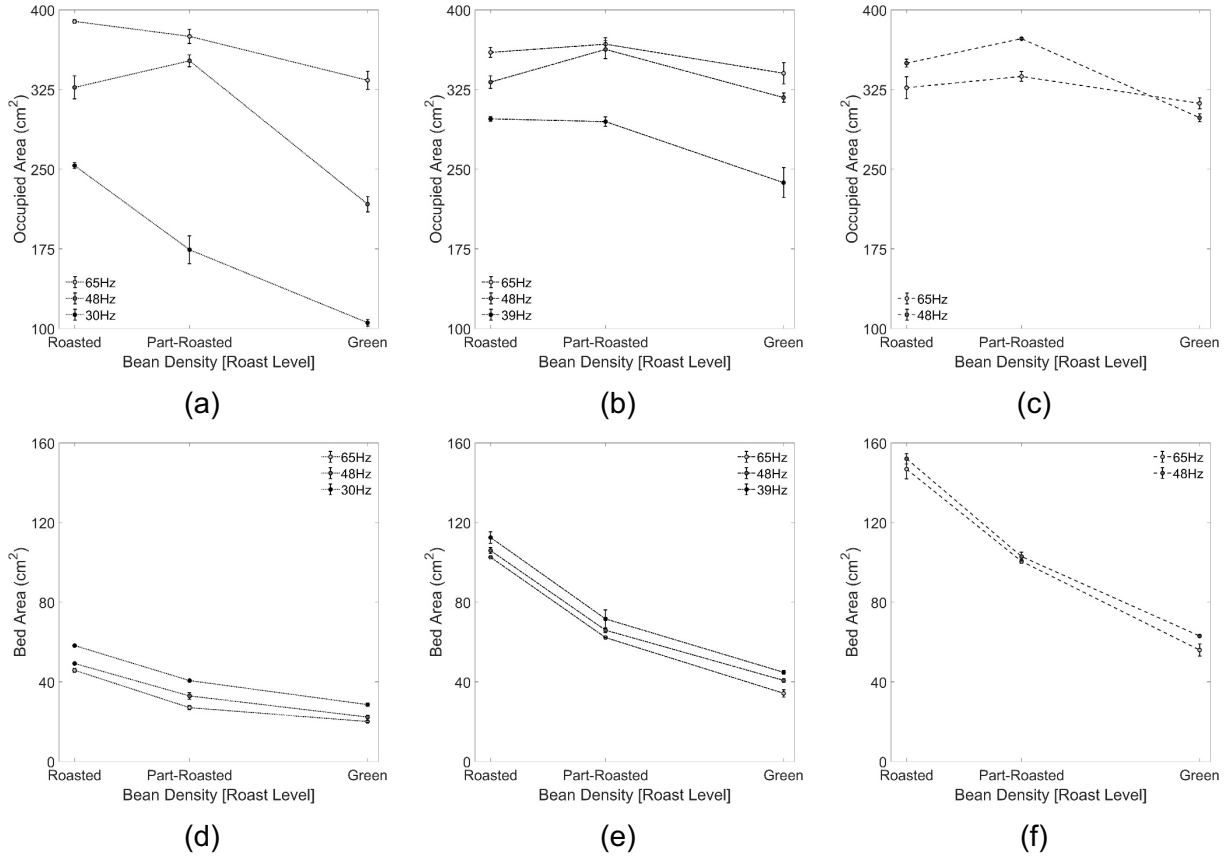 400
325
250
175
100
Occupied Area (cm²)
65Hz
48Hz
30Hz
Roasted Part-Roasted Green
Bean Density [Roast Level]
(a)
400
325
250
175
100
Occupied Area (cm²)
65Hz
48Hz
39Hz
Roasted Part-Roasted Green
Bean Density [Roast Level]
(b)
400
325
250
175
100
Occupied Area (cm²)
65Hz
48Hz
Roasted Part-Roasted Green
Bean Density [Roast Level]
(c)
160
120
80
40
0
Bed Area (cm²)
65Hz
48Hz
30Hz
Roasted Part-Roasted Green
Bean Density [Roast Level]
(d)
160
120
80
40
0
Bed Area (cm²)
65Hz
48Hz
39Hz
Roasted Part-Roasted Green
Bean Density [Roast Level]
(e)
160
120
80
40
0
Bed Area (cm²)
65Hz
48Hz
Roasted Part-Roasted Green
Bean Density [Roast Level]
(f)